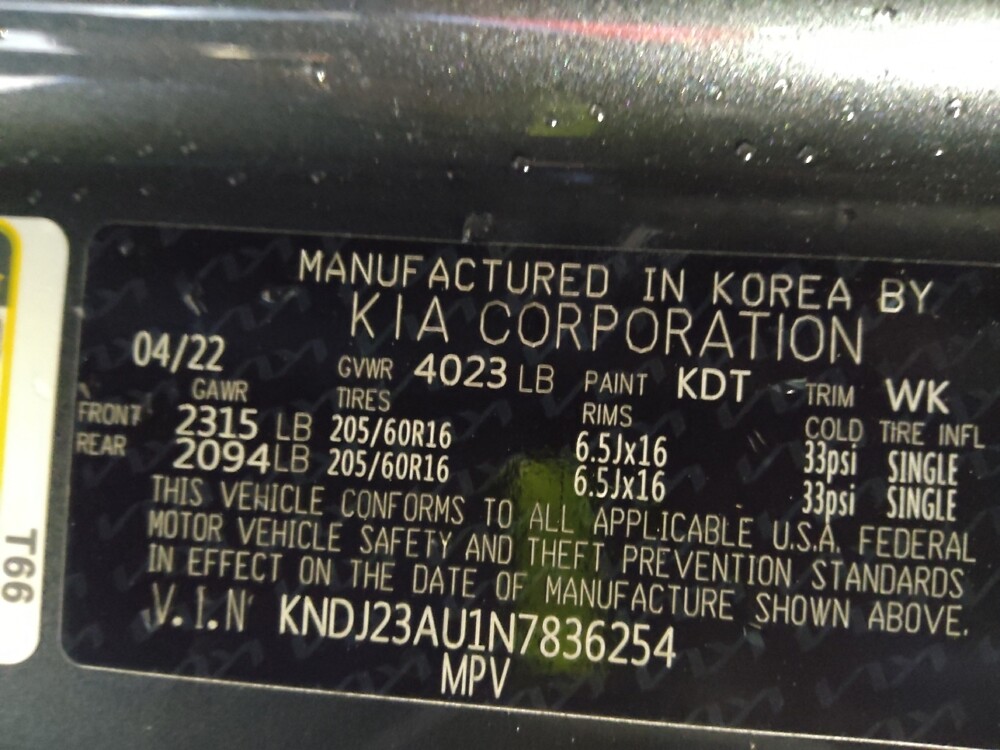 MANUFACTURED IN KOREA BY
KIA CORPORATION
04/22 GVWR 4023 LB PAINT KDT TRIM WK
GAWR TIRES RIMS COLD TIRE INFL
FRONT 2315 LB 205/60R16 6.5Jx16 33psi SINGLE
REAR 2094 LB 205/60R16 6.5Jx16 33psi SINGLE
THIS VEHICLE CONFORMS TO ALL APPLICABLE U.S.A. FEDERAL
MOTOR VEHICLE SAFETY AND THEFT PREVENTION STANDARDS
IN EFFECT ON THE DATE OF MANUFACTURE SHOWN ABOVE.
V.I.N KNDJ23AU1N7836254
MPV
T66